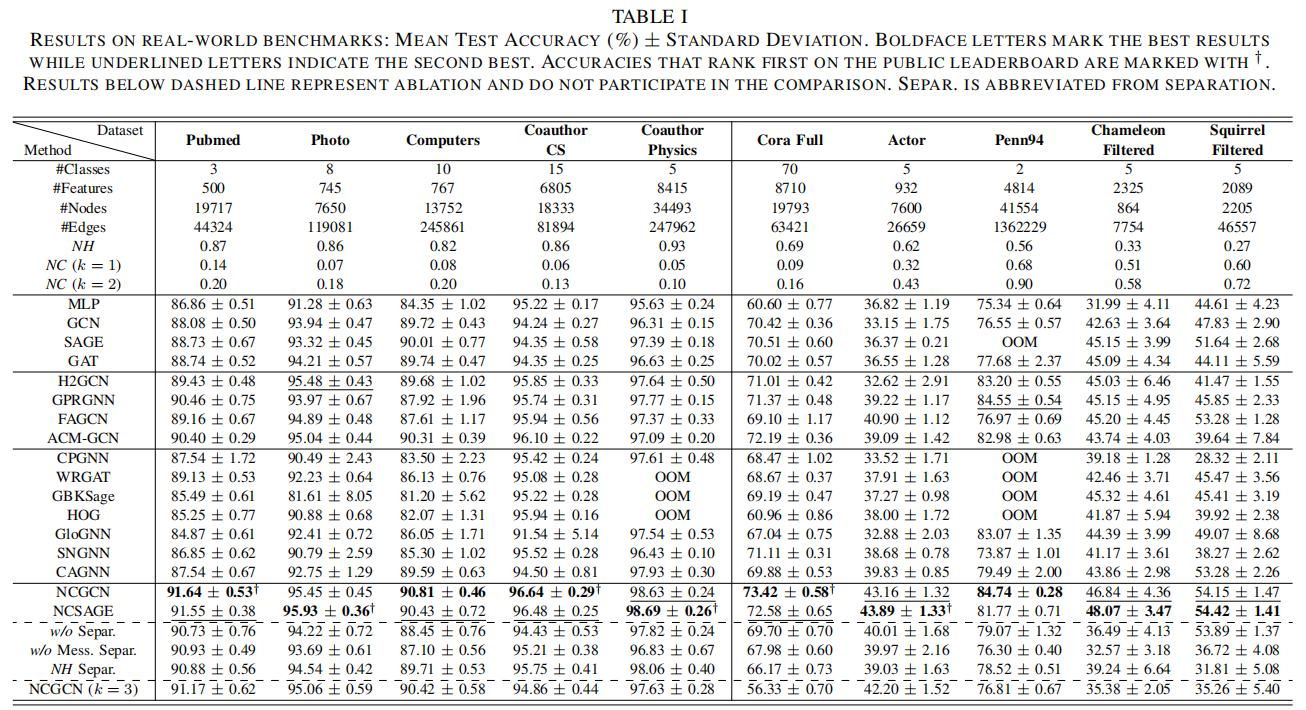 TABLE I
RESULTS ON REAL-WORLD BENCHMARKS: MEAN TEST ACCURACY (%) ± STANDARD DEVIATION. BOLDFACE LETTERS MARK THE BEST RESULTS
WHILE UNDERLINED LETTERS INDICATE THE SECOND BEST. ACCURACIES THAT RANK FIRST ON THE PUBLIC LEADERBOARD ARE MARKED WITH †.
RESULTS BELOW DASHED LINE REPRESENT ABLATION AND DO NOT PARTICIPATE IN THE COMPARISON. SEPAR. IS ABBREVIATED FROM SEPARATION.
Dataset Pubmed Photo Computers Coauthor Coauthor Cora Full Actor Penn94 Chameleon Squirrel
Method CS Physics Filtered Filtered
#Classes 3 8 10 15 5 70 5 2 5 5
#Features 500 745 767 6805 8415 8710 932 4814 2325 2089
#Nodes 19717 7650 13752 18333 34493 19793 7600 41554 864 2205
#Edges 44324 119081 245861 81894 247962 63421 26659 1362229 7754 46557
NH 0.87 0.86 0.82 0.86 0.93 0.69 0.62 0.56 0.33 0.27
NC (k = 1) 0.14 0.07 0.08 0.06 0.05 0.09 0.32 0.68 0.51 0.60
NC (k = 2) 0.20 0.18 0.20 0.13 0.10 0.16 0.43 0.90 0.58 0.72
MLP 86.86 ± 0.51 91.28 ± 0.63 84.35 ± 1.02 95.22 ± 0.17 95.63 ± 0.24 60.60 ± 0.77 36.82 ± 1.19 75.34 ± 0.64 31.99 ± 4.11 44.61 ± 4.23
GCN 88.08 ± 0.50 93.94 ± 0.47 89.72 ± 0.43 94.24 ± 0.27 96.31 ± 0.15 70.42 ± 0.36 33.15 ± 1.75 76.55 ± 0.57 42.63 ± 3.64 47.83 ± 2.90
SAGE 88.73 ± 0.67 93.32 ± 0.45 90.01 ± 0.77 94.35 ± 0.58 97.39 ± 0.18 70.51 ± 0.60 36.37 ± 0.21 OOM 45.15 ± 3.99 51.64 ± 2.68
GAT 88.74 ± 0.52 94.21 ± 0.57 89.74 ± 0.47 94.35 ± 0.25 96.63 ± 0.25 70.02 ± 0.57 36.55 ± 1.28 77.68 ± 2.37 45.09 ± 4.34 44.11 ± 5.59
H2GCN 89.43 ± 0.48 95.48 ± 0.43 89.68 ± 1.02 95.85 ± 0.33 97.64 ± 0.50 71.01 ± 0.42 32.62 ± 2.91 83.20 ± 0.55 45.03 ± 6.46 41.47 ± 1.55
GPRGNN 90.46 ± 0.75 93.97 ± 0.67 87.92 ± 1.96 95.74 ± 0.31 97.77 ± 0.15 71.37 ± 0.48 39.22 ± 1.17 84.55 ± 0.54 45.15 ± 4.95 45.85 ± 2.33
FAGCN 89.16 ± 0.67 94.89 ± 0.48 87.61 ± 1.17 95.94 ± 0.56 97.37 ± 0.33 69.10 ± 1.17 40.90 ± 1.12 76.97 ± 0.69 45.20 ± 4.45 53.28 ± 1.28
ACM-GCN 90.40 ± 0.29 95.04 ± 0.44 90.31 ± 0.39 96.10 ± 0.22 97.09 ± 0.20 72.19 ± 0.36 39.09 ± 1.42 82.98 ± 0.63 43.74 ± 4.03 39.64 ± 7.84
CPGNN 87.54 ± 1.72 90.49 ± 2.43 83.50 ± 2.23 95.42 ± 0.24 97.61 ± 0.48 68.47 ± 1.02 33.52 ± 1.71 OOM 39.18 ± 1.28 28.32 ± 2.11
WRGAT 89.13 ± 0.53 92.23 ± 0.64 86.13 ± 0.76 95.08 ± 0.28 OOM 68.67 ± 0.37 37.91 ± 1.63 OOM 42.46 ± 3.71 45.47 ± 3.56
GBKSage 85.49 ± 0.61 81.61 ± 8.05 81.20 ± 5.62 95.22 ± 0.28 OOM 69.19 ± 0.47 37.27 ± 0.98 OOM 45.32 ± 4.61 45.41 ± 3.19
HOG 85.25 ± 0.77 90.88 ± 0.68 82.07 ± 1.31 95.94 ± 0.16 OOM 60.96 ± 0.86 38.00 ± 1.72 OOM 41.87 ± 5.94 39.92 ± 2.38
GloGNN 84.87 ± 0.61 92.41 ± 0.72 86.05 ± 1.71 91.54 ± 5.14 97.54 ± 0.53 67.04 ± 0.75 32.88 ± 2.03 83.07 ± 1.35 44.39 ± 3.99 49.07 ± 8.68
SNGNN 86.85 ± 0.62 90.79 ± 2.59 85.30 ± 1.02 95.52 ± 0.28 96.43 ± 0.10 71.11 ± 0.31 38.68 ± 0.78 73.87 ± 1.01 41.17 ± 3.61 38.27 ± 2.62
CAGNN 87.54 ± 0.67 92.75 ± 1.29 89.59 ± 0.63 94.50 ± 0.81 97.93 ± 0.30 69.88 ± 0.53 39.83 ± 0.85 79.49 ± 2.00 43.86 ± 2.98 53.28 ± 2.26
NCGCN 91.64 ± 0.53† 95.45 ± 0.45 90.81 ± 0.46 96.64 ± 0.29† 98.63 ± 0.24 73.42 ± 0.58† 43.16 ± 1.32 84.74 ± 0.28 46.84 ± 4.36 54.15 ± 1.47
NCSAGE 91.55 ± 0.38 95.93 ± 0.36† 90.43 ± 0.72 96.48 ± 0.25 98.69 ± 0.26† 72.58 ± 0.65 43.89 ± 1.33† 81.77 ± 0.71 48.07 ± 3.47 54.42 ± 1.41
w/o Separ. 90.73 ± 0.76 94.22 ± 0.72 88.45 ± 0.76 94.43 ± 0.53 97.82 ± 0.24 69.70 ± 0.70 40.01 ± 1.68 79.07 ± 1.32 36.49 ± 4.13 53.89 ± 1.37
w/o Mess. Separ. 90.93 ± 0.49 93.69 ± 0.61 87.10 ± 0.56 95.21 ± 0.38 96.83 ± 0.67 67.98 ± 0.60 39.97 ± 2.16 76.30 ± 0.40 32.57 ± 3.18 36.72 ± 4.08
NH Separ. 90.88 ± 0.56 94.54 ± 0.42 89.71 ± 0.53 95.75 ± 0.41 98.06 ± 0.40 66.17 ± 0.73 39.03 ± 1.63 78.52 ± 0.51 39.24 ± 6.64 31.81 ± 5.08
NCGCN (k = 3) 91.17 ± 0.62 95.06 ± 0.59 90.42 ± 0.58 94.86 ± 0.44 97.63 ± 0.28 56.33 ± 0.70 42.20 ± 1.52 76.81 ± 0.67 35.38 ± 2.05 35.26 ± 5.40